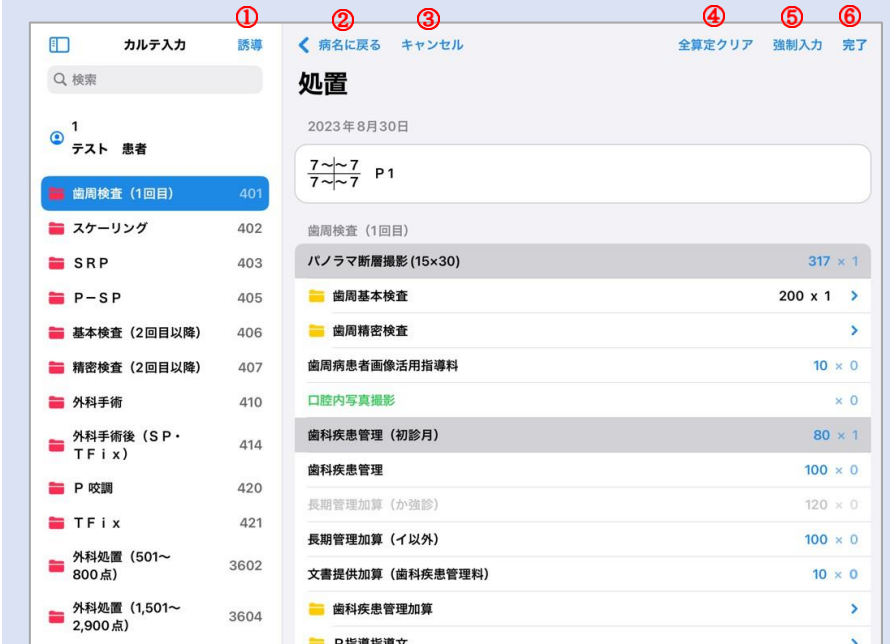 ① ② ③ ④ ⑤ ⑥
カルテ入力 誘導
検索
1
テスト 患者
歯周検査（1回目） 401
スケーリング 402
ＳＲＰ 403
Ｐ－ＳＰ 405
基本検査（2回目以降） 406
精密検査（2回目以降） 407
外科手術 410
外科手術後（ＳＰ・
ＴＦｉｘ） 414
Ｐ 咬調 420
ＴＦｉｘ 421
外科処置（501〜
800点） 3602
外科処置（1,501〜
2,900点） 3604
病名に戻る キャンセル 全算定クリア 強制入力 完了
処置
2023年8月30日
7〜〜7
7〜〜7 P1
歯周検査（1回目）
パノラマ断層撮影(15×30) 317 × 1
歯周基本検査 200 x 1
歯周精密検査
歯周病患者画像活用指導料 10 × 0
口腔内写真撮影 × 0
歯科疾患管理（初診月） 80 × 1
歯科疾患管理 100 × 0
長期管理加算（か強診） 120 × 0
長期管理加算（イ以外） 100 × 0
文書提供加算（歯科疾患管理料） 10 × 0
歯科疾患管理加算
Ｐ指導指導文